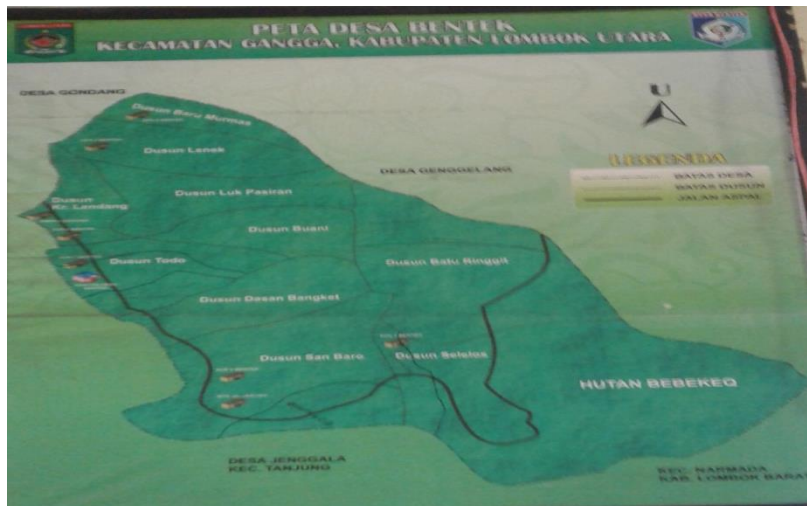 PETA DESA BENTEK
KECAMATAN GANGGA, KABUPATEN LOMBOK UTARA
DESA GONDANG
U
Dusun Baru Murmas
Dusun Lenek
DESA GENGGELANG
LEGENDA
BATAS DESA
BATAS DUSUN
JALAN ASPAL
Dusun Luk Pasiran
Dusun
Kr. Lendang
Dusun Buani
Dusun Todo
Dusun Batu Ringgit
Dusun Dasan Bangket
Dusun San Baro
Dusun Selelos
HUTAN BEBEKEQ
DESA JENGGALA
KEC. TANJUNG
KEC. NARMADA
KAB. LOMBOK BARAT